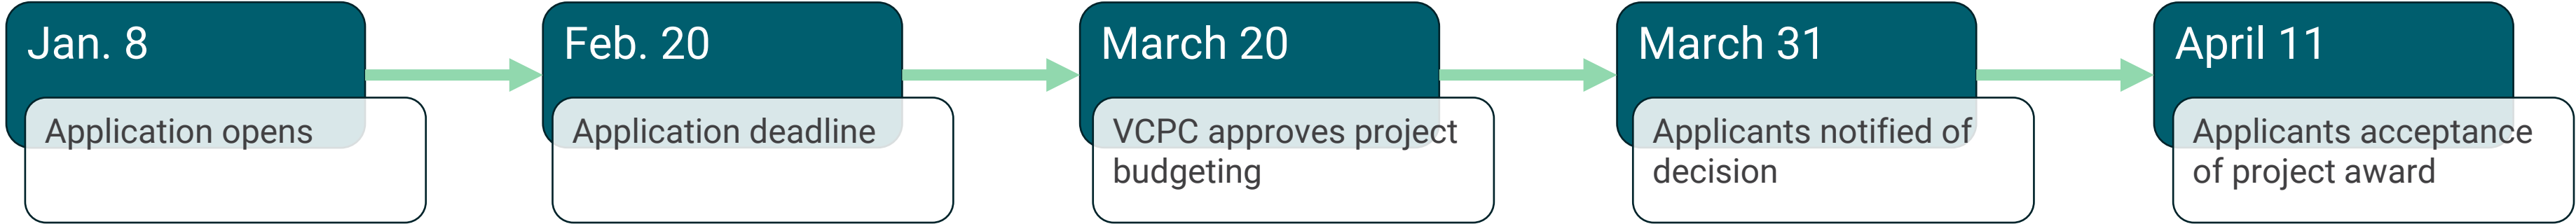 Jan. 8
Application opens
Feb. 20
Application deadline
March 20
VCPC approves project
budgeting
March 31
Applicants notified of
decision
April 11
Applicants acceptance
of project award